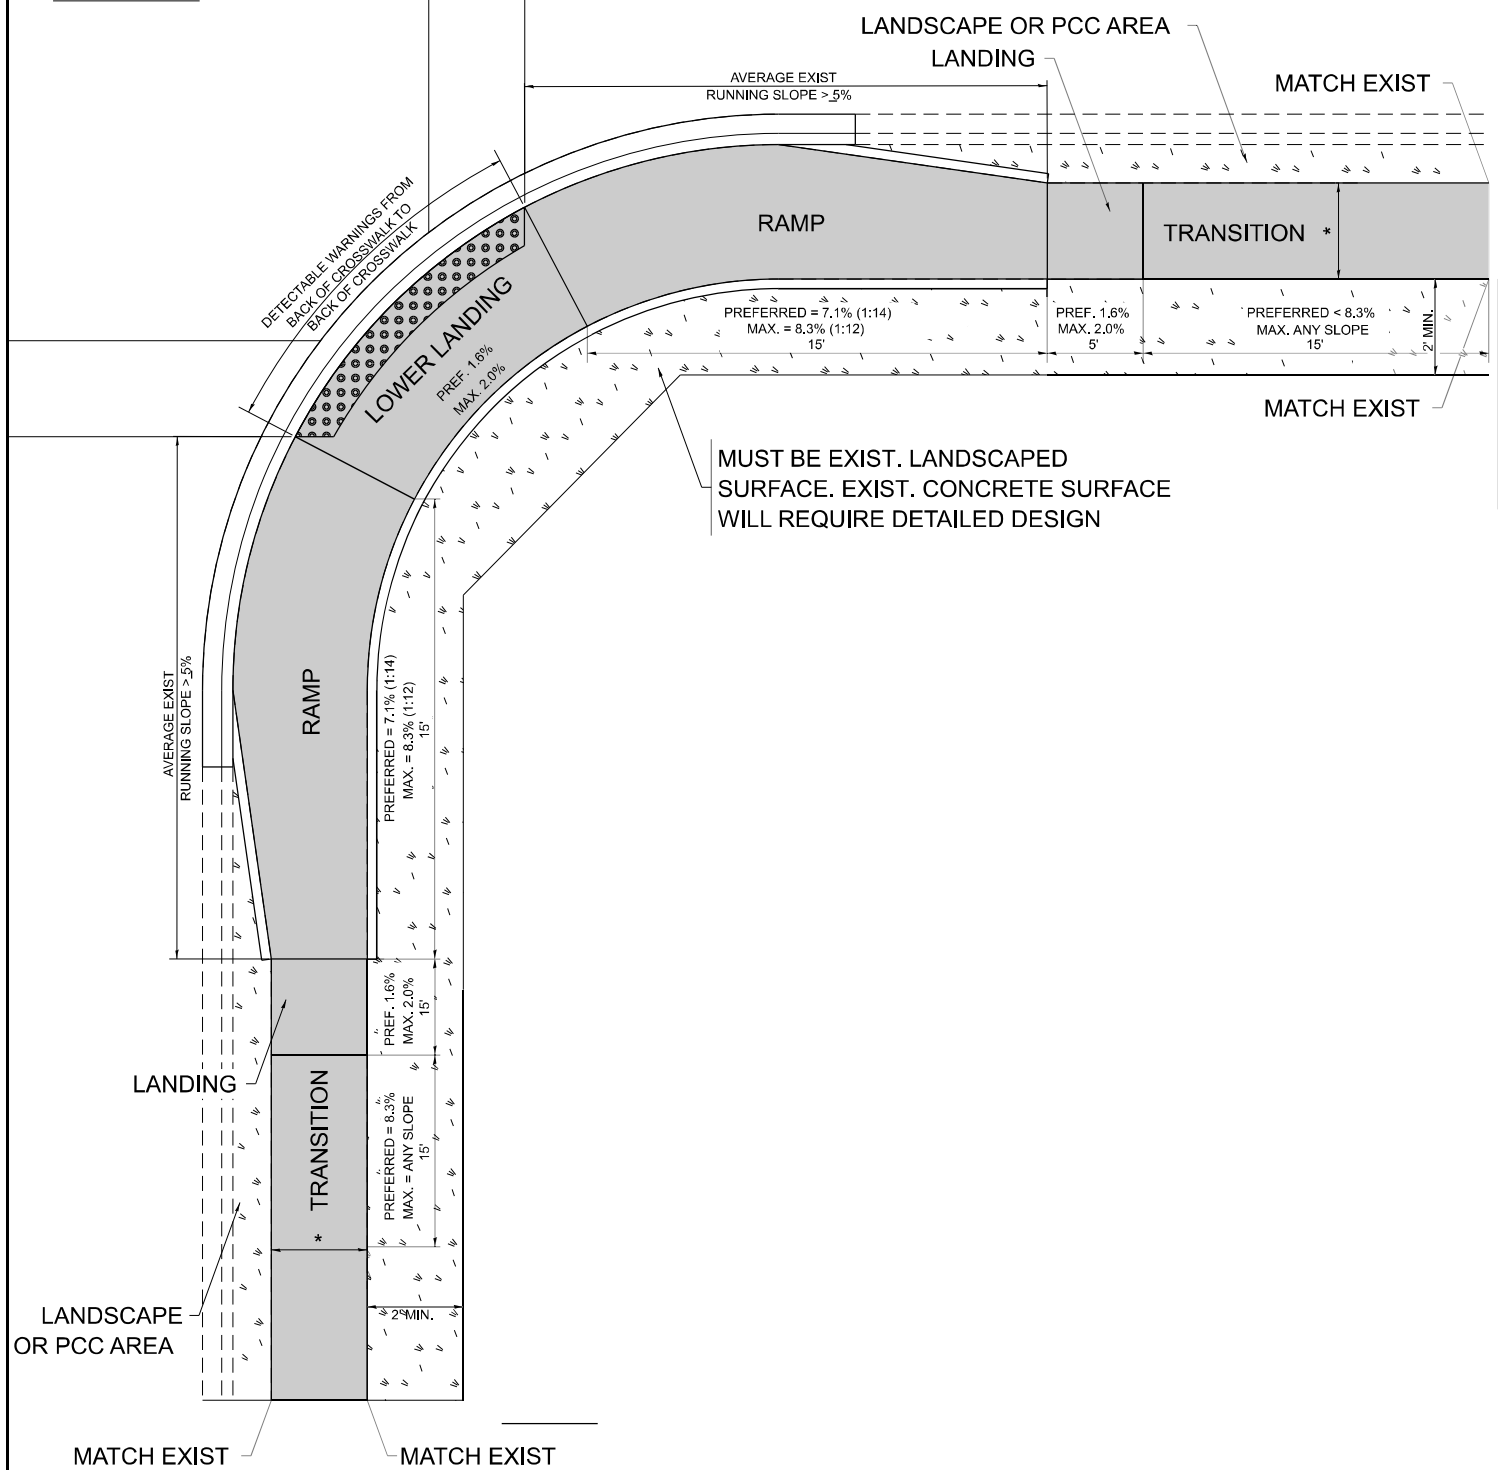 LANDSCAPE OR PCC AREA
LANDING
MATCH EXIST
AVERAGE EXIST
RUNNING SLOPE > 5%
DETECTABLE WARNINGS FROM
BACK OF CROSSWALK TO
BACK OF CROSSWALK
RAMP
TRANSITION *
LOWER LANDING
PREF. 1.6%
MAX. 2.0%
PREFERRED = 7.1% (1:14)
MAX. = 8.3% (1:12)
15'
PREF. 1.6%
MAX. 2.0%
5'
PREFERRED < 8.3%
MAX. ANY SLOPE
15'
2' MIN.
MATCH EXIST
MUST BE EXIST. LANDSCAPED
SURFACE. EXIST. CONCRETE SURFACE
WILL REQUIRE DETAILED DESIGN
AVERAGE EXIST
RUNNING SLOPE > 5%
RAMP
PREFERRED = 7.1% (1:14)
MAX. = 8.3% (1:12)
15'
PREF. 1.6%
MAX. 2.0%
15'
LANDING
TRANSITION
*
PREFERRED = 8.3%
MAX. = ANY SLOPE
15'
2' MIN.
LANDSCAPE
OR PCC AREA
MATCH EXIST
MATCH EXIST